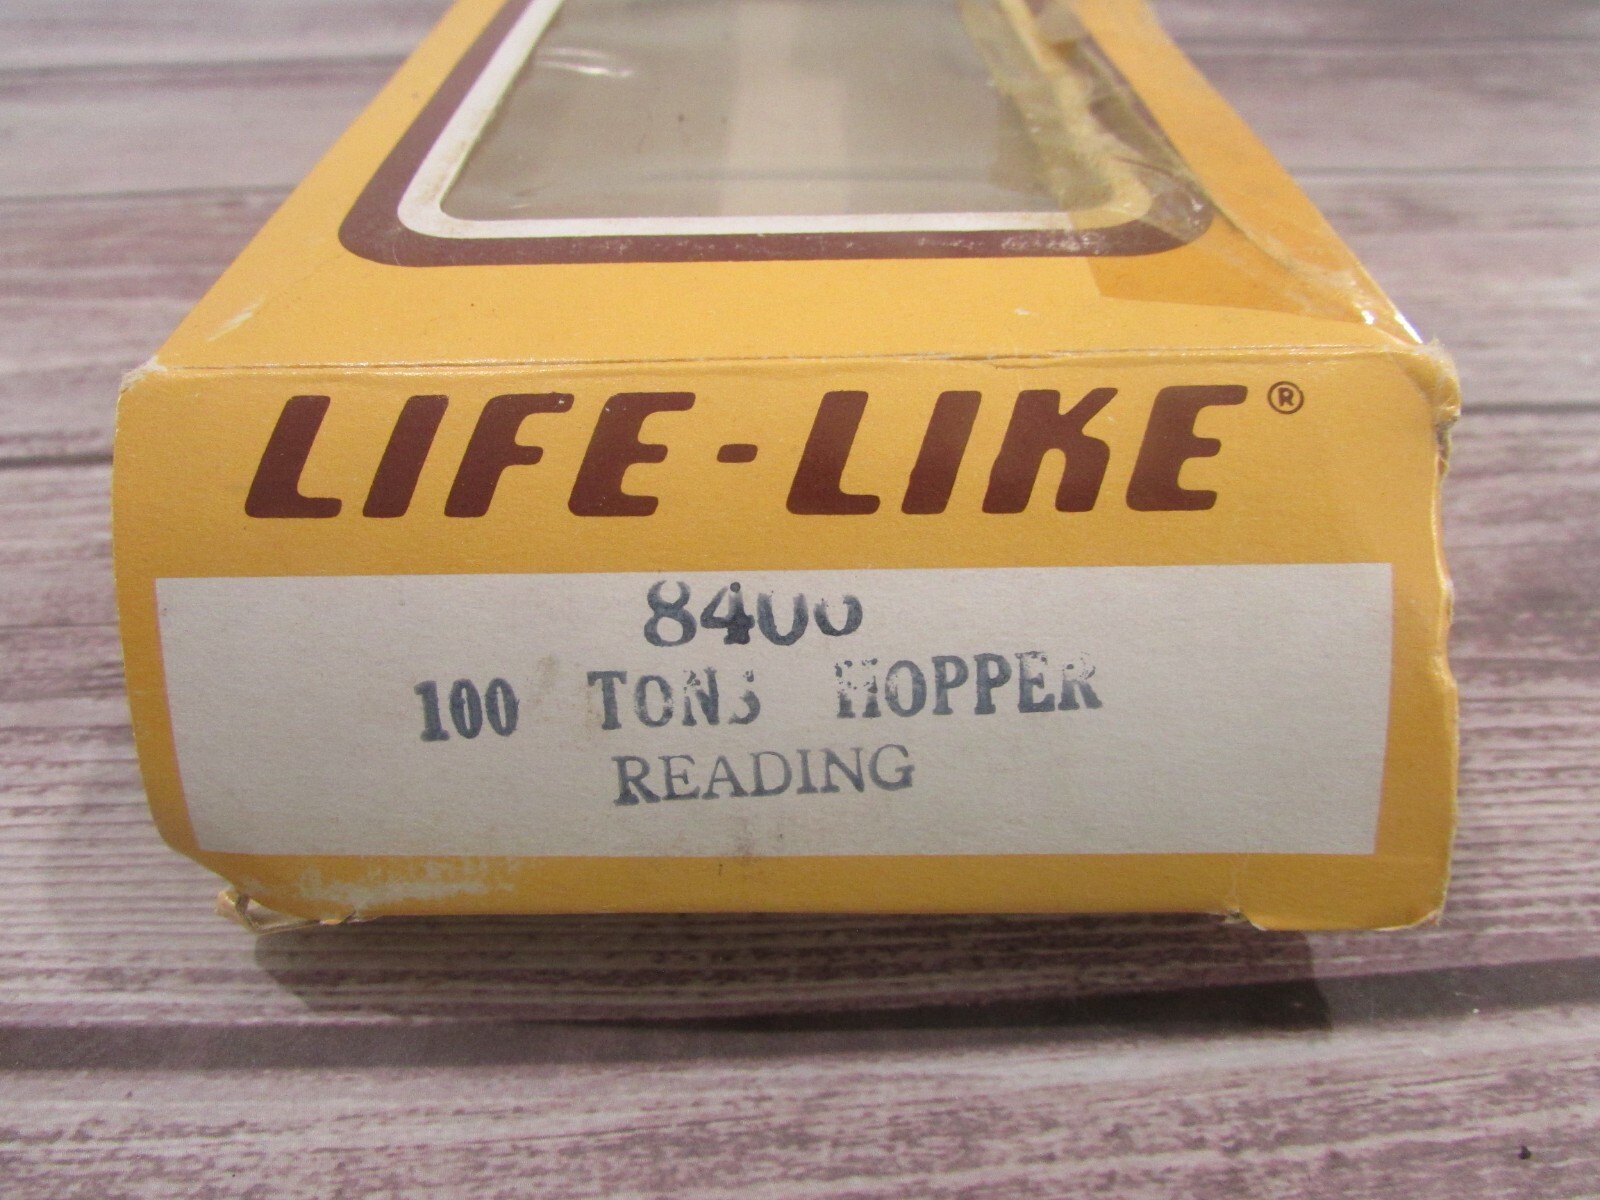 LIFE-LIKE®
8400
100 TONS HOPPER
READING